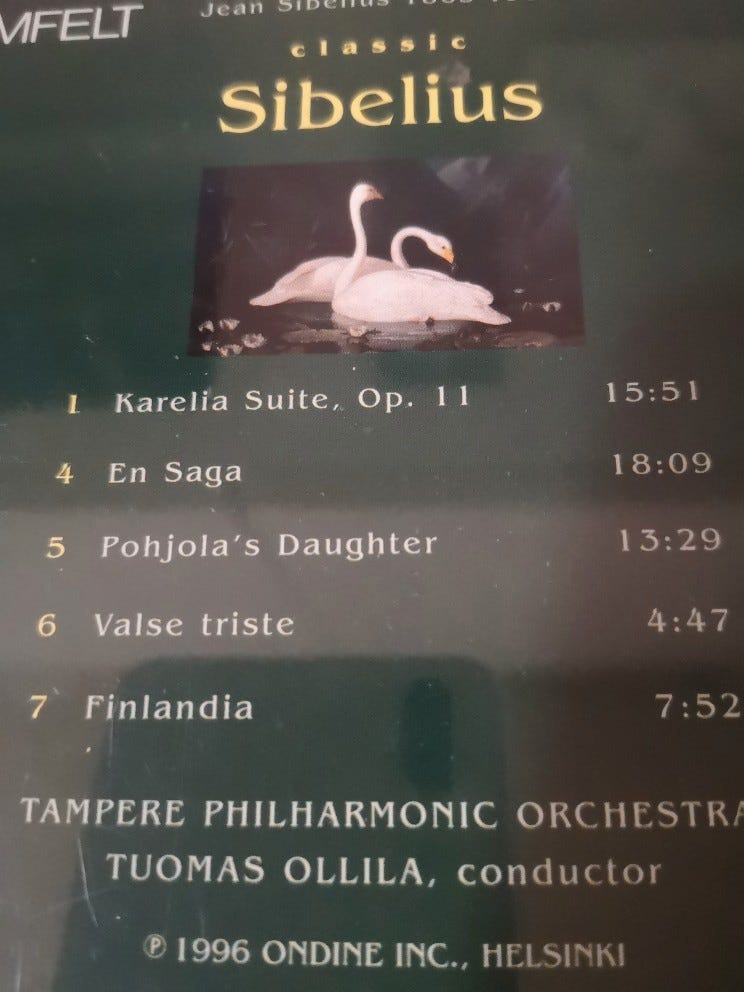 MFELT
Jean Sibelius
classic
Sibelius
1 Karelia Suite, Op. 11 15:51
4 En Saga 18:09
5 Pohjola's Daughter 13:29
6 Valse triste 4:47
7 Finlandia 7:52
TAMPERE PHILHARMONIC ORCHESTRA
TUOMAS OLLILA, conductor
℗ 1996 ONDINE INC., HELSINKI